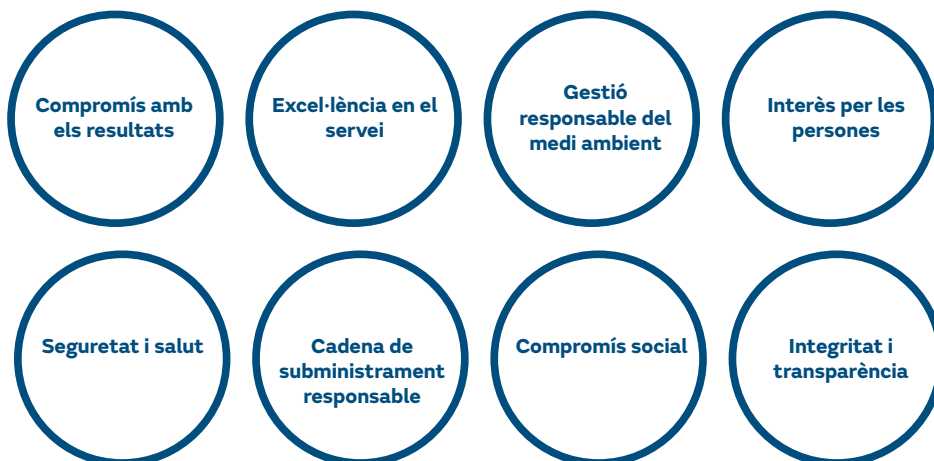 Compromís amb
els resultats
Excel·lència en el
servei
Gestió
responsable del
medi ambient
Interès per les
persones
Seguretat i salut
Cadena de
subministrament
responsable
Compromís social
Integritat i
transparència